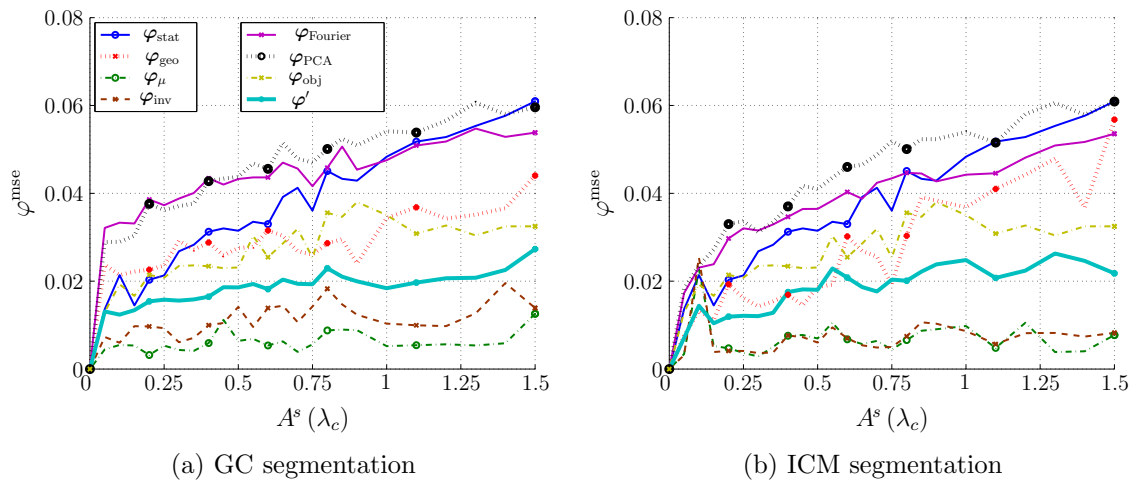 0.08
0.06
0.04
0.02
0
φ^mse
φ_stat
φ_geo
φ_μ
φ_inv
φ_Fourier
φ_PCA
φ_obj
φ′
0 0.25 0.5 0.75 1 1.25 1.5
A^s (λ_c)
(a) GC segmentation
0.08
0.06
0.04
0.02
0
φ^mse
0 0.25 0.5 0.75 1 1.25 1.5
A^s (λ_c)
(b) ICM segmentation